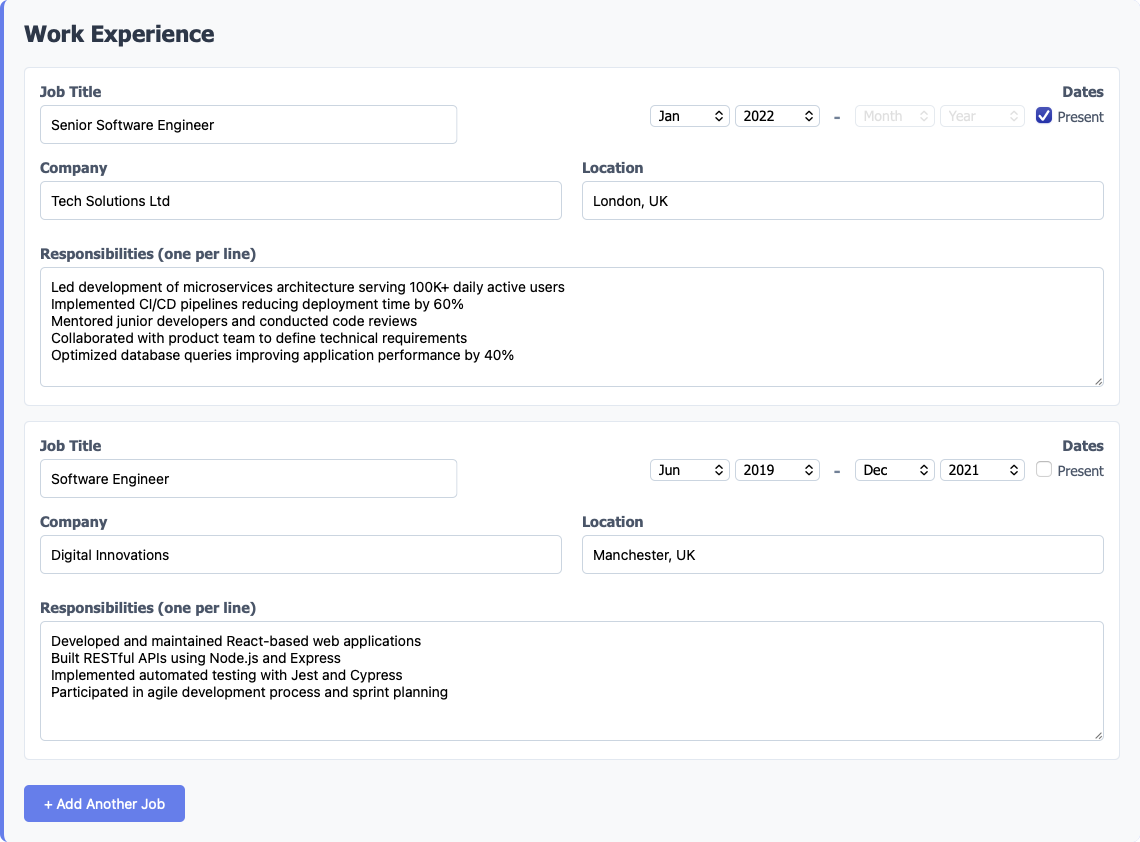 Work Experience
Job Title
Dates
Senior Software Engineer
Jan 2022 - Month Year Present
Company
Location
Tech Solutions Ltd
London, UK
Responsibilities (one per line)
Led development of microservices architecture serving 100K+ daily active users
Implemented CI/CD pipelines reducing deployment time by 60%
Mentored junior developers and conducted code reviews
Collaborated with product team to define technical requirements
Optimized database queries improving application performance by 40%
Job Title
Dates
Software Engineer
Jun 2019 - Dec 2021 Present
Company
Location
Digital Innovations
Manchester, UK
Responsibilities (one per line)
Developed and maintained React-based web applications
Built RESTful APIs using Node.js and Express
Implemented automated testing with Jest and Cypress
Participated in agile development process and sprint planning
+ Add Another Job